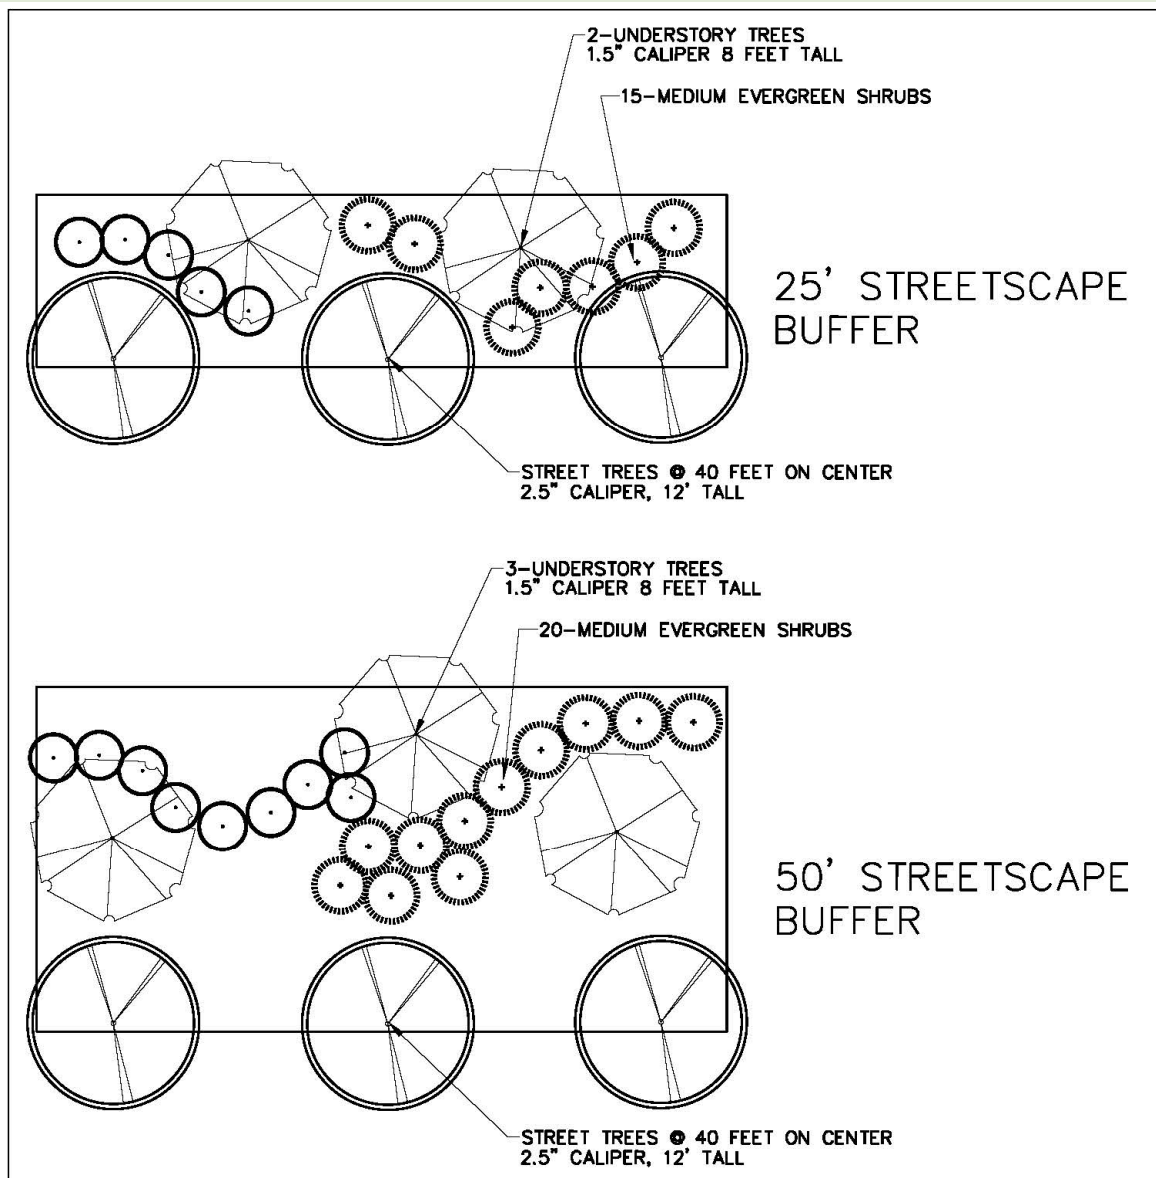 2-UNDERSTORY TREES
1.5" CALIPER 8 FEET TALL
15-MEDIUM EVERGREEN SHRUBS
25' STREETSCAPE
BUFFER
STREET TREES @ 40 FEET ON CENTER
2.5" CALIPER, 12' TALL
3-UNDERSTORY TREES
1.5" CALIPER 8 FEET TALL
20-MEDIUM EVERGREEN SHRUBS
50' STREETSCAPE
BUFFER
STREET TREES @ 40 FEET ON CENTER
2.5" CALIPER, 12' TALL